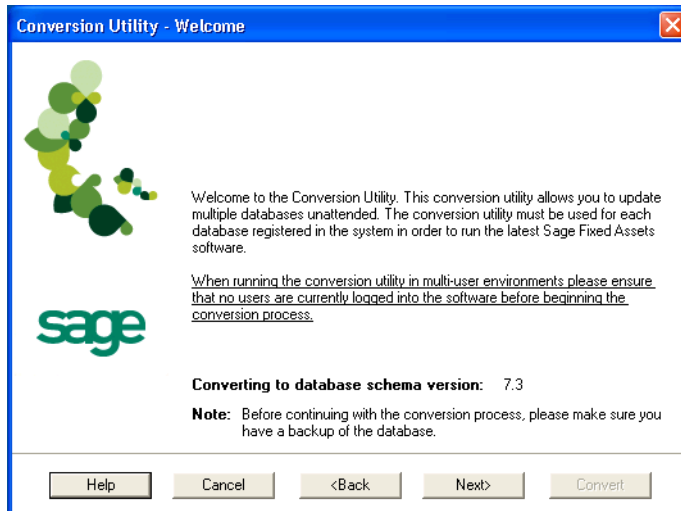 Conversion Utility - Welcome
Welcome to the Conversion Utility. This conversion utility allows you to update
multiple databases unattended. The conversion utility must be used for each
database registered in the system in order to run the latest Sage Fixed Assets
software.
When running the conversion utility in multi-user environments please ensure
that no users are currently logged into the software before beginning the
conversion process.
sage
Converting to database schema version: 7.3
Note: Before continuing with the conversion process, please make sure you
have a backup of the database.
Help Cancel <Back Next> Convert